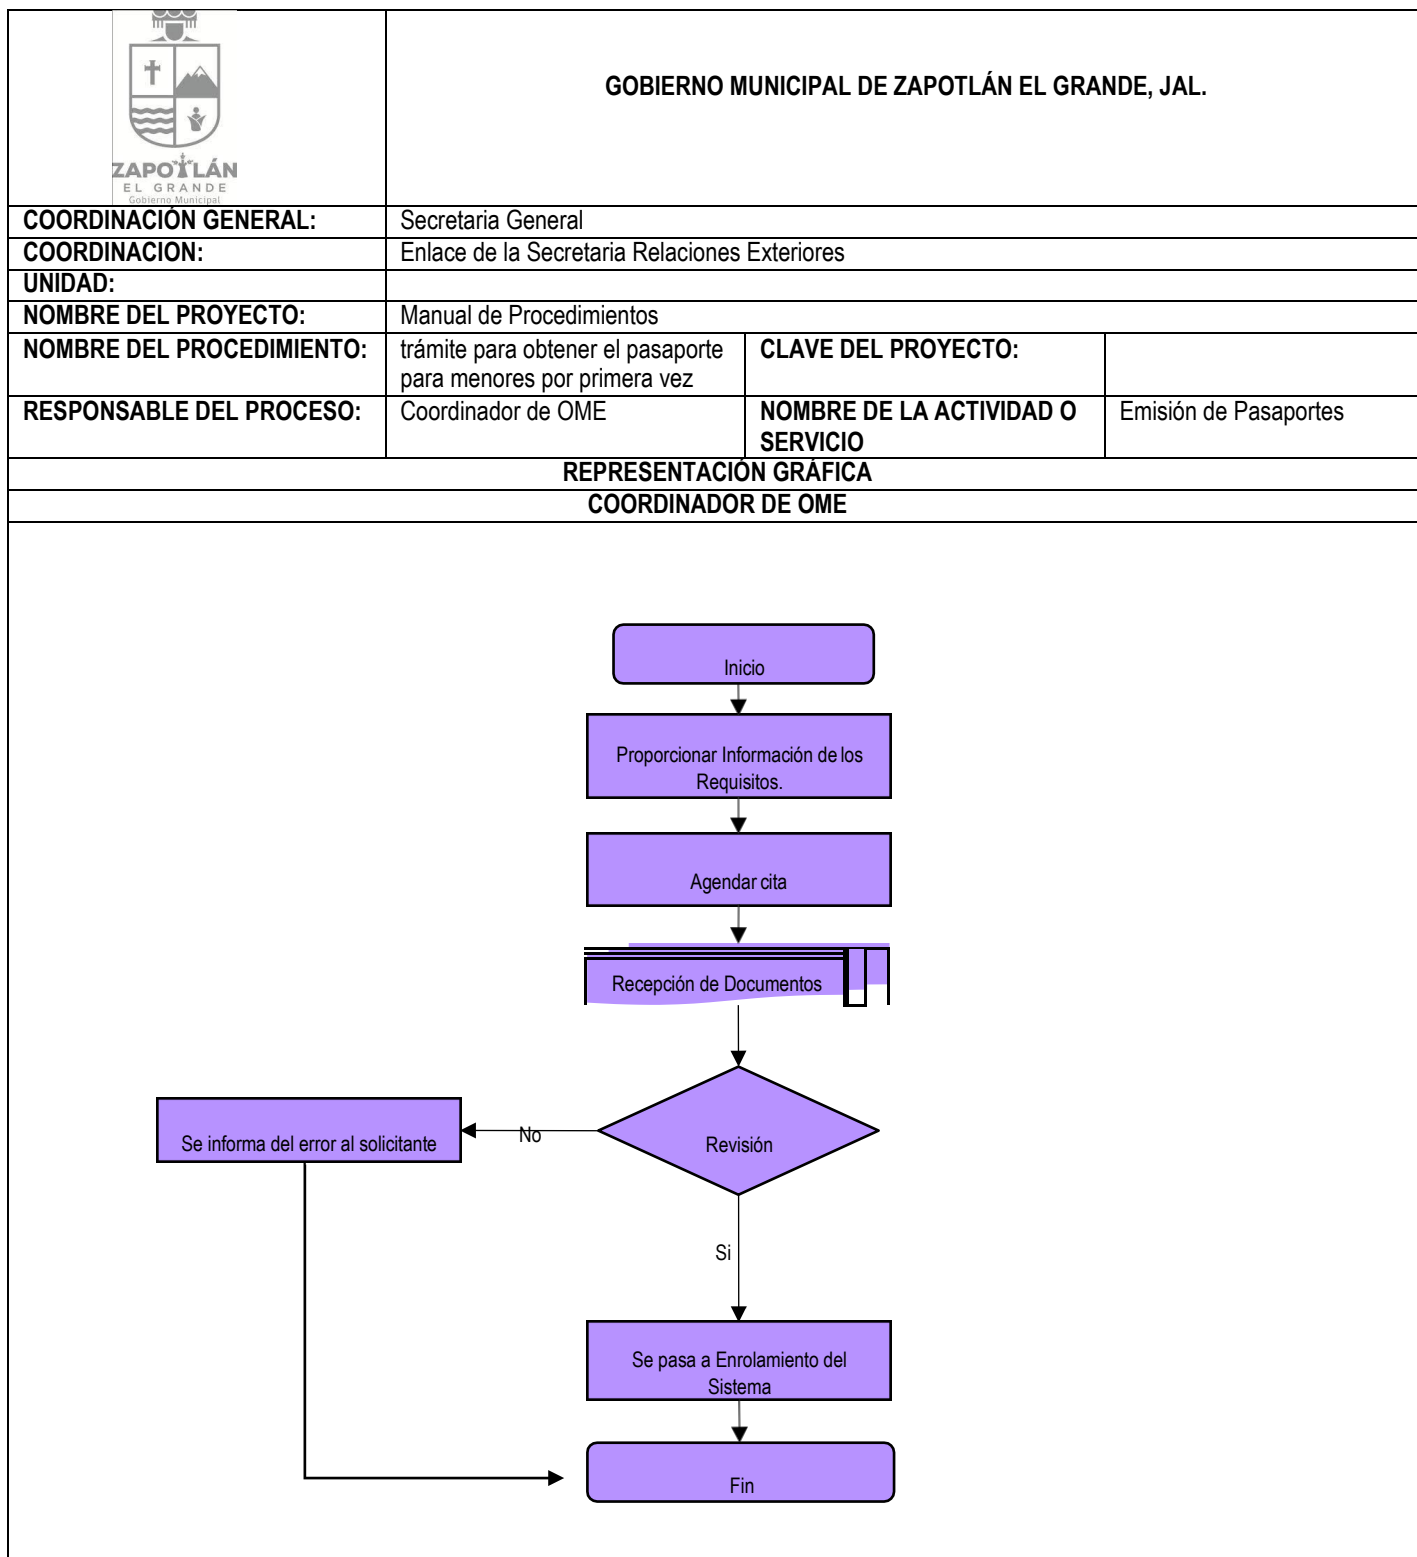 ZAPOTLÁN
EL GRANDE
Gobierno Municipal
GOBIERNO MUNICIPAL DE ZAPOTLÁN EL GRANDE, JAL.
COORDINACIÓN GENERAL:
Secretaria General
COORDINACION:
Enlace de la Secretaria Relaciones Exteriores
UNIDAD:
NOMBRE DEL PROYECTO:
Manual de Procedimientos
NOMBRE DEL PROCEDIMIENTO:
trámite para obtener el pasaporte
para menores por primera vez
CLAVE DEL PROYECTO:
RESPONSABLE DEL PROCESO:
Coordinador de OME
NOMBRE DE LA ACTIVIDAD O
SERVICIO
Emisión de Pasaportes
REPRESENTACIÓN GRÁFICA
COORDINADOR DE OME
Inicio
Proporcionar Información de los
Requisitos.
Agendar cita
Recepción de Documentos
Revisión
No
Se informa del error al solicitante
Si
Se pasa a Enrolamiento del
Sistema
Fin